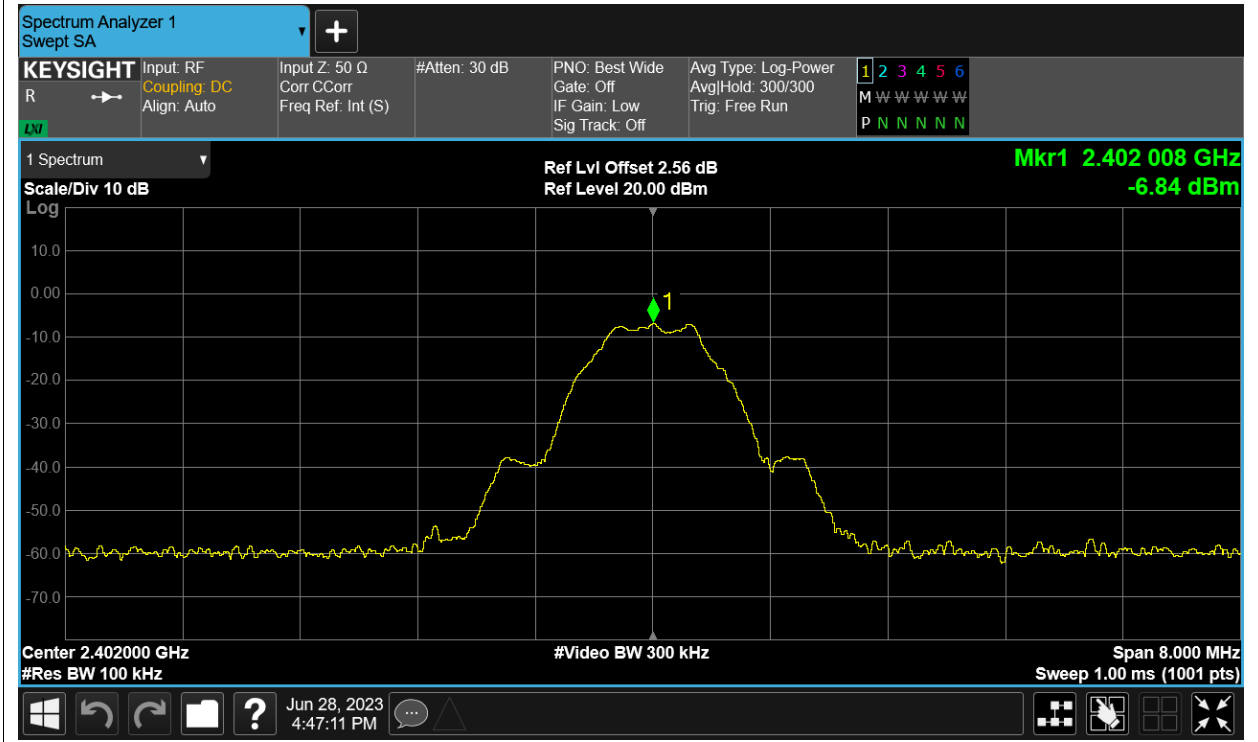 Spectrum Analyzer 1
Swept SA
▼
+
KEYSIGHT
R
LXI
Input: RF
Coupling: DC
Align: Auto
Input Z: 50 Ω
Corr CCorr
Freq Ref: Int (S)
#Atten: 30 dB
PNO: Best Wide
Gate: Off
IF Gain: Low
Sig Track: Off
Avg Type: Log-Power
Avg|Hold: 300/300
Trig: Free Run
1 2 3 4 5 6
M W W W W W
P N N N N N
1 Spectrum ▼
Scale/Div 10 dB
Log
Ref Lvl Offset 2.56 dB
Ref Level 20.00 dBm
Mkr1 2.402 008 GHz
-6.84 dBm
10.0
0.00
1
-10.0
-20.0
-30.0
-40.0
-50.0
-60.0
-70.0
Center 2.402000 GHz
#Video BW 300 kHz
Span 8.000 MHz
#Res BW 100 kHz
Sweep 1.00 ms (1001 pts)
?
Jun 28, 2023
4:47:11 PM